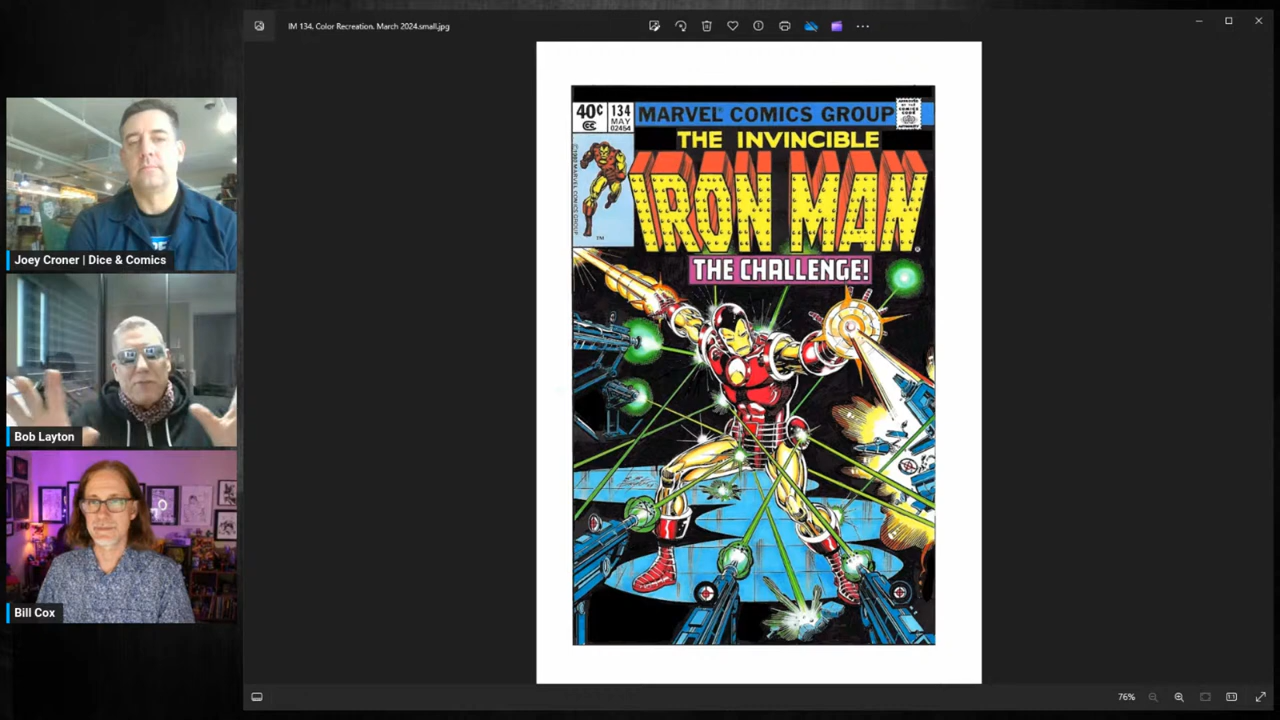 IM 134. Color Recreation. March 2024.small.jpg
Joey Croner | Dice & Comics
Bob Layton
Bill Cox
40¢
134
MAY
02454
MARVEL COMICS GROUP
THE INVINCIBLE
IRON MAN
THE CHALLENGE!
TM
76%